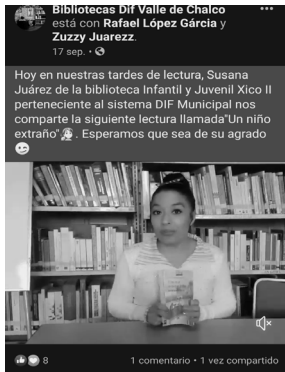 Bibliotecas Dif Valle de Chalco
está con Rafael López Gárcia y
Zuzzy Juarezz.
17 sep. •
Hoy en nuestras tardes de lectura, Susana
Juárez de la biblioteca Infantil y Juvenil Xico II
perteneciente al sistema DIF Municipal nos
comparte la siguiente lectura llamada"Un niño
extraño". Esperamos que sea de su agrado
8
1 comentario • 1 vez compartido